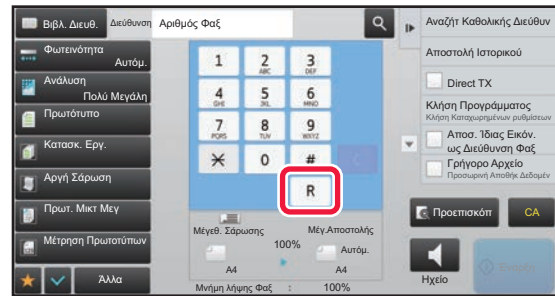 Βιβλ. Διευθ.
Διεύθυνση
Αριθμός Φαξ
Φωτεινότητα
Αυτόμ.
Ανάλυση
Πολύ Μεγάλη
Πρωτότυπο
Κατασκ. Εργ.
Αργή Σάρωση
Πρωτ. Μικτ Μεγ
Μέτρηση Πρωτοτύπων
Άλλα
1
2 ABC
3 DEF
4 GHI
5 JKL
6 MNO
7 PQRS
8 TUV
9 WXYZ
0
#
C
R
Μέγεθ. Σάρωσης
100%
Μέγ.Αποστολής
Αυτόμ.
A4
A4
Μνήμη λήψης Φαξ : 100%
Αναζήτ Καθολικής Διεύθυν
Αποστολή Ιστορικού
Direct TX
Κλήση Προγράμματος
Κλήση Καταχωρημένων ρυθμίσεων
Αποσ. Ίδιας Εικόν.
ως Διεύθυνση Φαξ
Γρήγορο Αρχείο
Προσωρινή Αποθήκ Δεδομέν
Προεπισκόπ
CA
Ηχείο